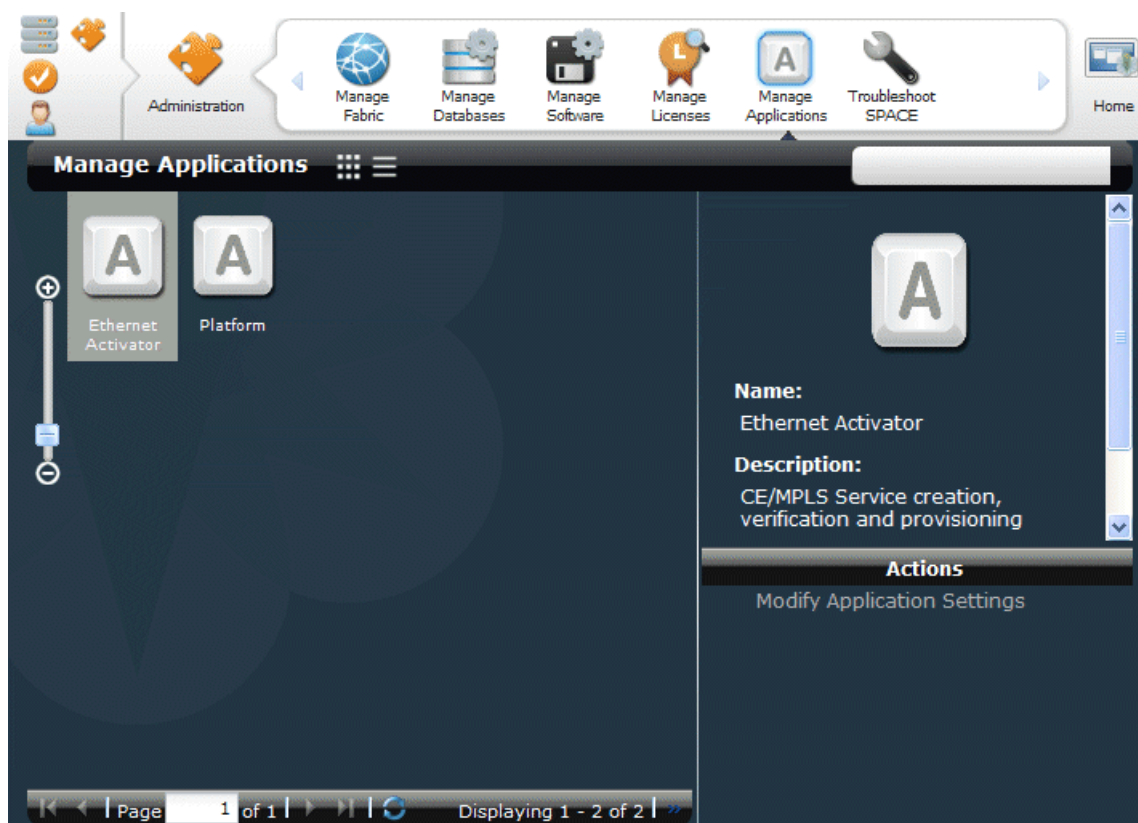 Administration
Manage
Fabric
Manage
Databases
Manage
Software
Manage
Licenses
A
Manage
Applications
Troubleshoot
SPACE
Home
Manage Applications
A
Ethernet
Activator
A
Platform
A
Name:
Ethernet Activator
Description:
CE/MPLS Service creation,
verification and provisioning
Actions
Modify Application Settings
Page 1 of 1 Displaying 1 - 2 of 2